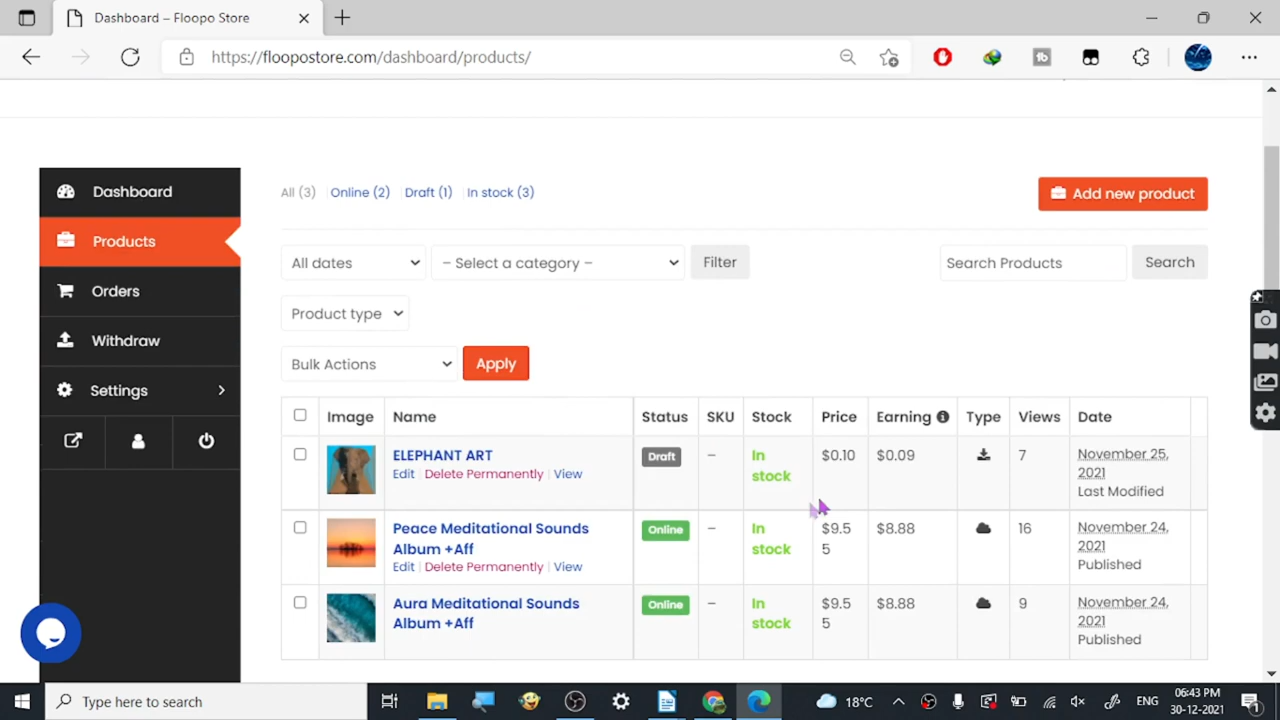 Dashboard – Floopo Store
https://floopostore.com/dashboard/products/
Dashboard
Products
Orders
Withdraw
Settings
All (3)
Online (2)
Draft (1)
In stock (3)
Add new product
All dates
– Select a category –
Filter
Search Products
Search
Product type
Bulk Actions
Apply
Image
Name
Status
SKU
Stock
Price
Earning
Type
Views
Date
ELEPHANT ART
Edit
Delete Permanently
View
Draft
–
In
stock
$0.10
$0.09
7
November 25,
2021
Last Modified
Peace Meditational Sounds
Album +Aff
Edit
Delete Permanently
View
Online
–
In
stock
$9.5
5
$8.88
16
November 24,
2021
Published
Aura Meditational Sounds
Album +Aff
Online
–
In
stock
$9.5
5
$8.88
9
November 24,
2021
Published
Type here to search
18°C
ENG
06:43 PM
30-12-2021
1